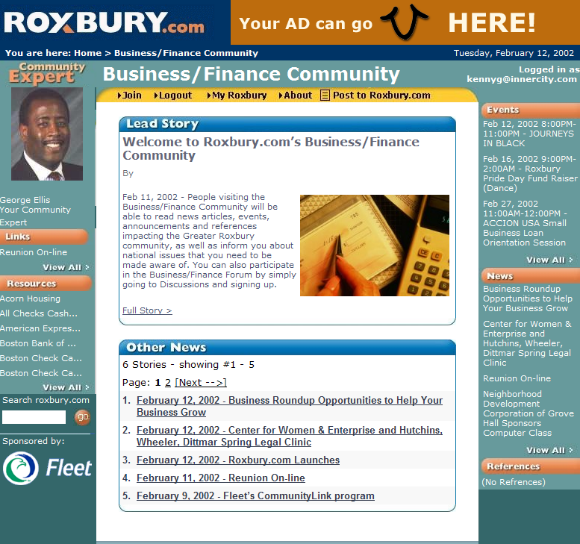 ROXBURY.com
Your AD can go HERE!
You are here: Home > Business/Finance Community
Tuesday, February 12, 2002
Community
Expert
Business/Finance Community
Logged in as
kennyg@innercity.com
Join Logout My Roxbury About Post to Roxbury.com
George Ellis
Your Community
Expert
Links
Reunion On-line
View All >
Resources
Acorn Housing
All Checks Cas...
American Expres...
Boston Bank of ...
Boston Check Ca...
Boston Check Ca...
View All >
Search roxbury.com
go
Sponsored by:
Fleet
Lead Story
Welcome to Roxbury.com's Business/Finance
Community
By
Feb 11, 2002 - People visiting the
Business/Finance Community will be
able to read news articles, events,
announcements and references
impacting the Greater Roxbury
community, as well as inform you about
national issues that you need to be
made aware of. You can also participate
in the Business/Finance Forum by simply
going to Discussions and signing up.
Full Story >
Other News
6 Stories - showing #1 - 5
Page: 1 2 [Next -->]
1. February 12, 2002 - Business Roundup Opportunities to Help Your
Business Grow
2. February 12, 2002 - Center for Women & Enterprise and Hutchins,
Wheeler, Dittmar Spring Legal Clinic
3. February 12, 2002 - Roxbury.com Launches
4. February 11, 2002 - Reunion On-line
5. February 9, 2002 - Fleet's CommunityLink program
Events
Feb 12, 2002 8:00PM-
11:00PM - JOURNEYS
IN BLACK
Feb 16, 2002 9:00PM-
2:00AM - Roxbury
Pride Day Fund Raiser
(Dance)
Feb 27, 2002
11:00AM-12:00PM -
ACCION USA Small
Business Loan
Orientation Session
View All >
News
Business Roundup
Opportunities to Help
Your Business Grow
Center for Women &
Enterprise and
Hutchins, Wheeler,
Dittmar Spring Legal
Clinic
Reunion On-line
Neighborhood
Development
Corporation of Grove
Hall Sponsors
Computer Class
View All >
References
(No Refrences)